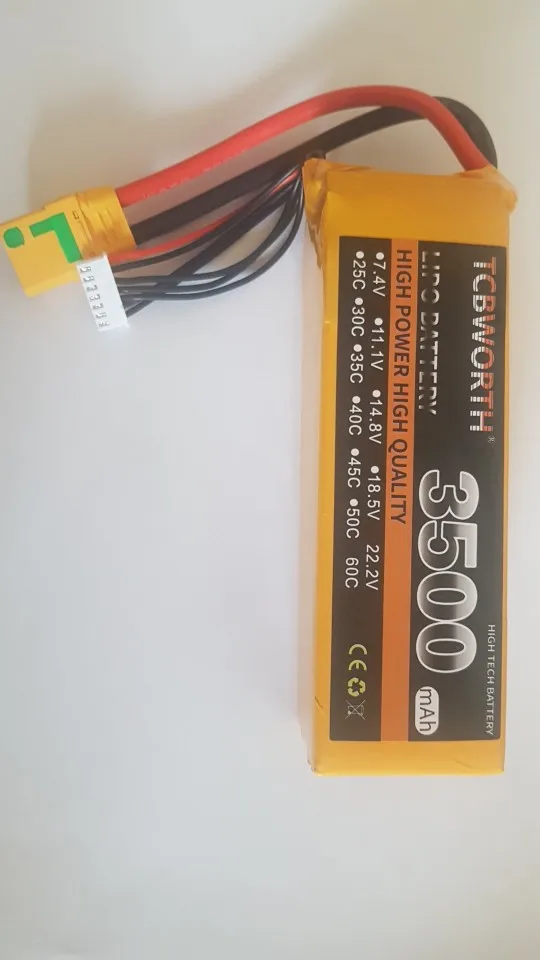 TCBWORTH®
LIPO BATTERY
3500 mAh
HIGH TECH BATTERY
HIGH POWER HIGH QUALITY
●7.4V ●11.1V ●14.8V ●18.5V 22.2V
●25C ●30C ●35C ●40C ●45C ●50C 60C
CE